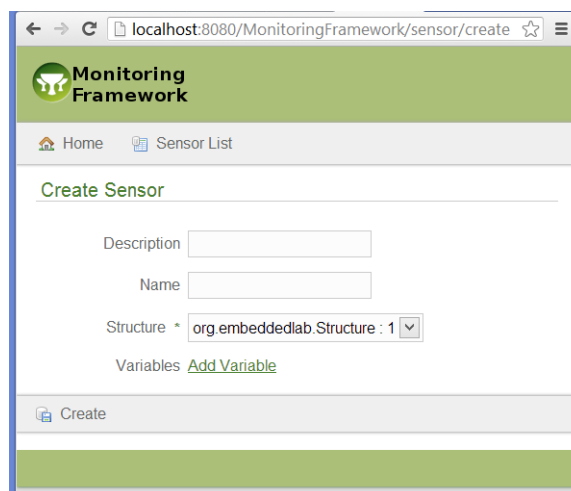 localhost:8080/MonitoringFramework/sensor/create
Monitoring
Framework
Home Sensor List
Create Sensor
Description
Name
Structure * org.embeddedlab.Structure : 1
Variables Add Variable
Create